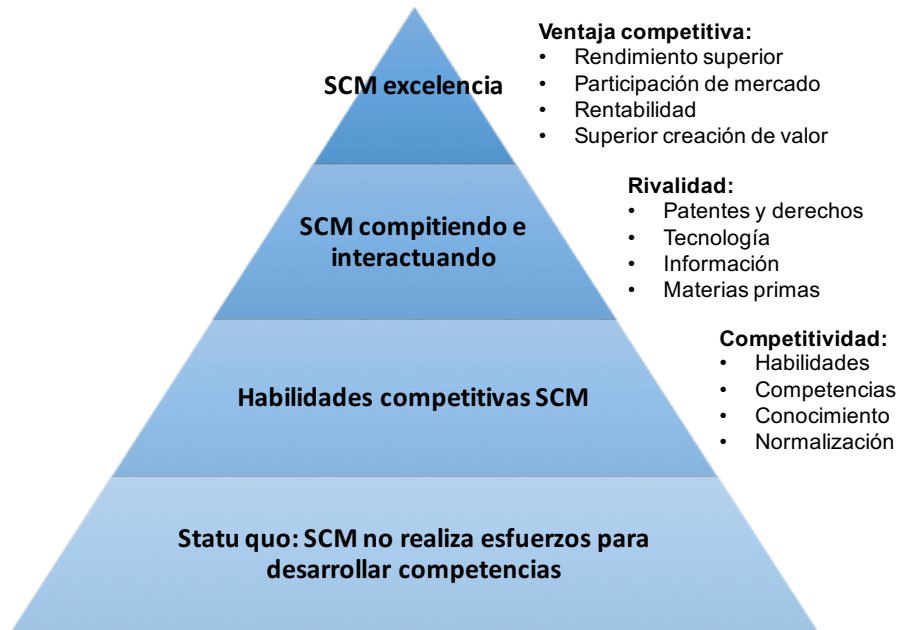 SCM excelencia
Ventaja competitiva:
• Rendimiento superior
• Participación de mercado
• Rentabilidad
• Superior creación de valor
SCM compitiendo e
interactuando
Rivalidad:
• Patentes y derechos
• Tecnología
• Información
• Materias primas
Habilidades competitivas SCM
Competitividad:
• Habilidades
• Competencias
• Conocimiento
• Normalización
Statu quo: SCM no realiza esfuerzos para
desarrollar competencias